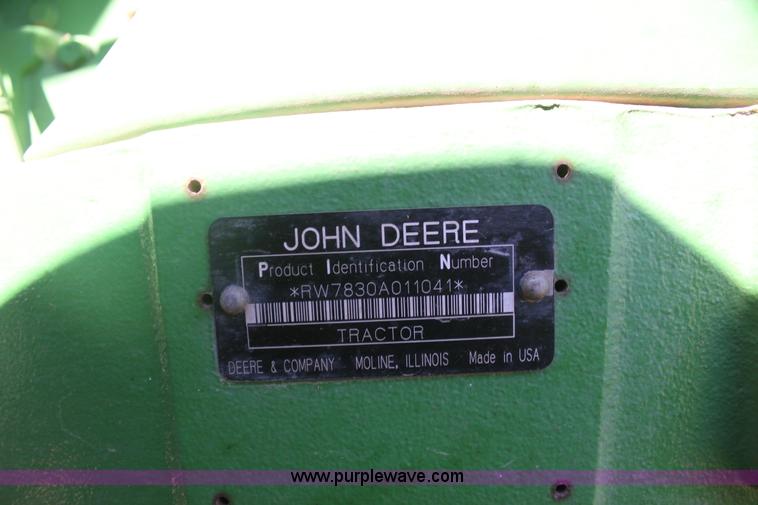 JOHN DEERE
Product Identification Number
*RW7830A011041*
TRACTOR
DEERE & COMPANY MOLINE, ILLINOIS Made in USA
www.purplewave.com